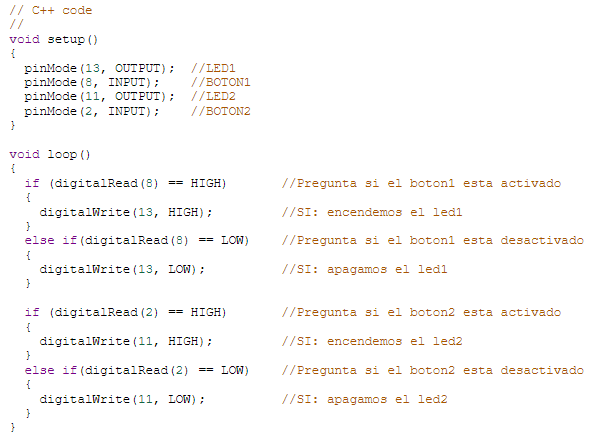 // C++ code
//
void setup()
{
  pinMode(13, OUTPUT);  //LED1
  pinMode(8, INPUT);    //BOTON1
  pinMode(11, OUTPUT);  //LED2
  pinMode(2, INPUT);    //BOTON2
}

void loop()
{
  if (digitalRead(8) == HIGH)       //Pregunta si el boton1 esta activado
  {
    digitalWrite(13, HIGH);         //SI: encendemos el led1
  }
  else if(digitalRead(8) == LOW)    //Pregunta si el boton1 esta desactivado
  {
    digitalWrite(13, LOW);          //SI: apagamos el led1
  }

  if (digitalRead(2) == HIGH)       //Pregunta si el boton2 esta activado
  {
    digitalWrite(11, HIGH);         //SI: encendemos el led2
  }
  else if(digitalRead(2) == LOW)    //Pregunta si el boton2 esta desactivado
  {
    digitalWrite(11, LOW);          //SI: apagamos el led2
  }
}